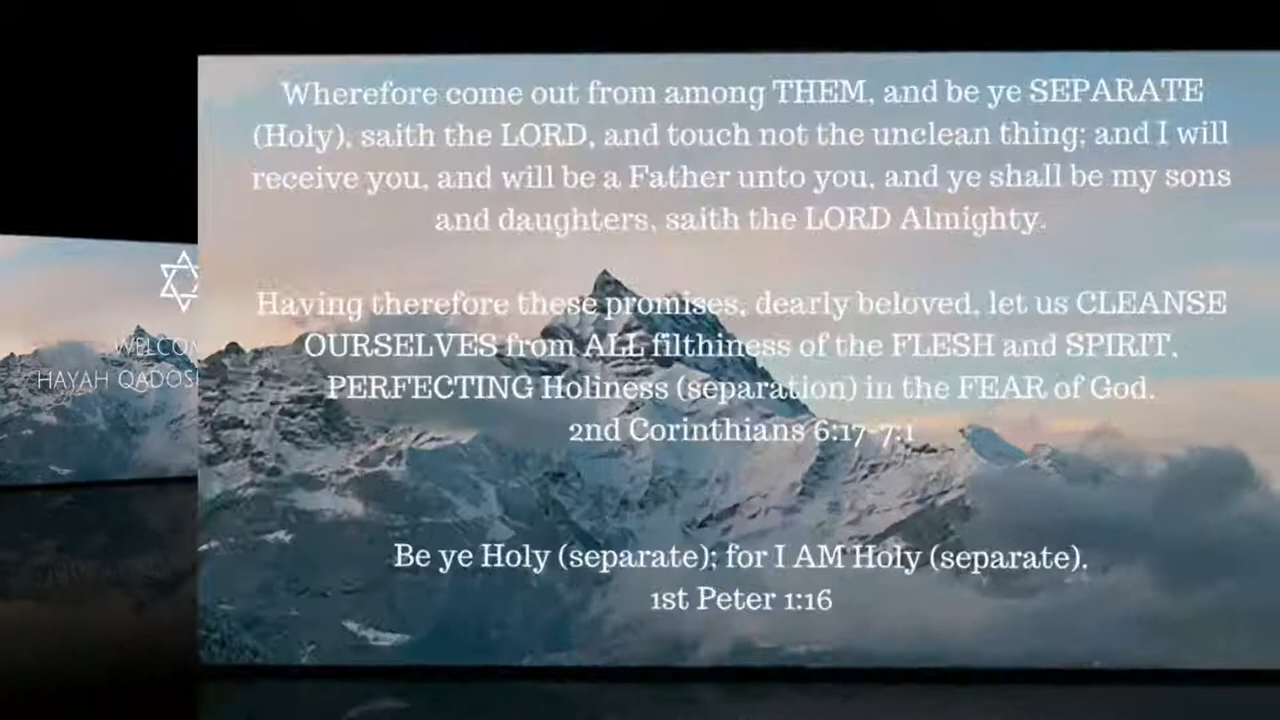 Wherefore come out from among THEM, and be ye SEPARATE
(Holy), saith the LORD, and touch not the unclean thing; and I will
receive you, and will be a Father unto you, and ye shall be my sons
and daughters, saith the LORD Almighty.
Having therefore these promises, dearly beloved, let us CLEANSE
OURSELVES from ALL filthiness of the FLESH and SPIRIT,
PERFECTING Holiness (separation) in the FEAR of God.
2nd Corinthians 6:17-7:1
Be ye Holy (separate); for I AM Holy (separate).
1st Peter 1:16
HAYAH